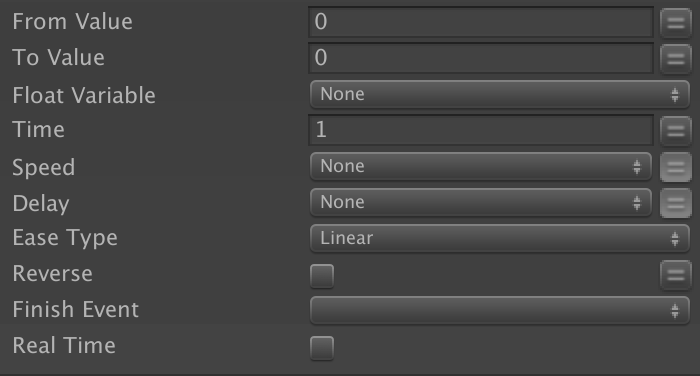 From Value 0
To Value 0
Float Variable None
Time 1
Speed None
Delay None
Ease Type Linear
Reverse
Finish Event
Real Time